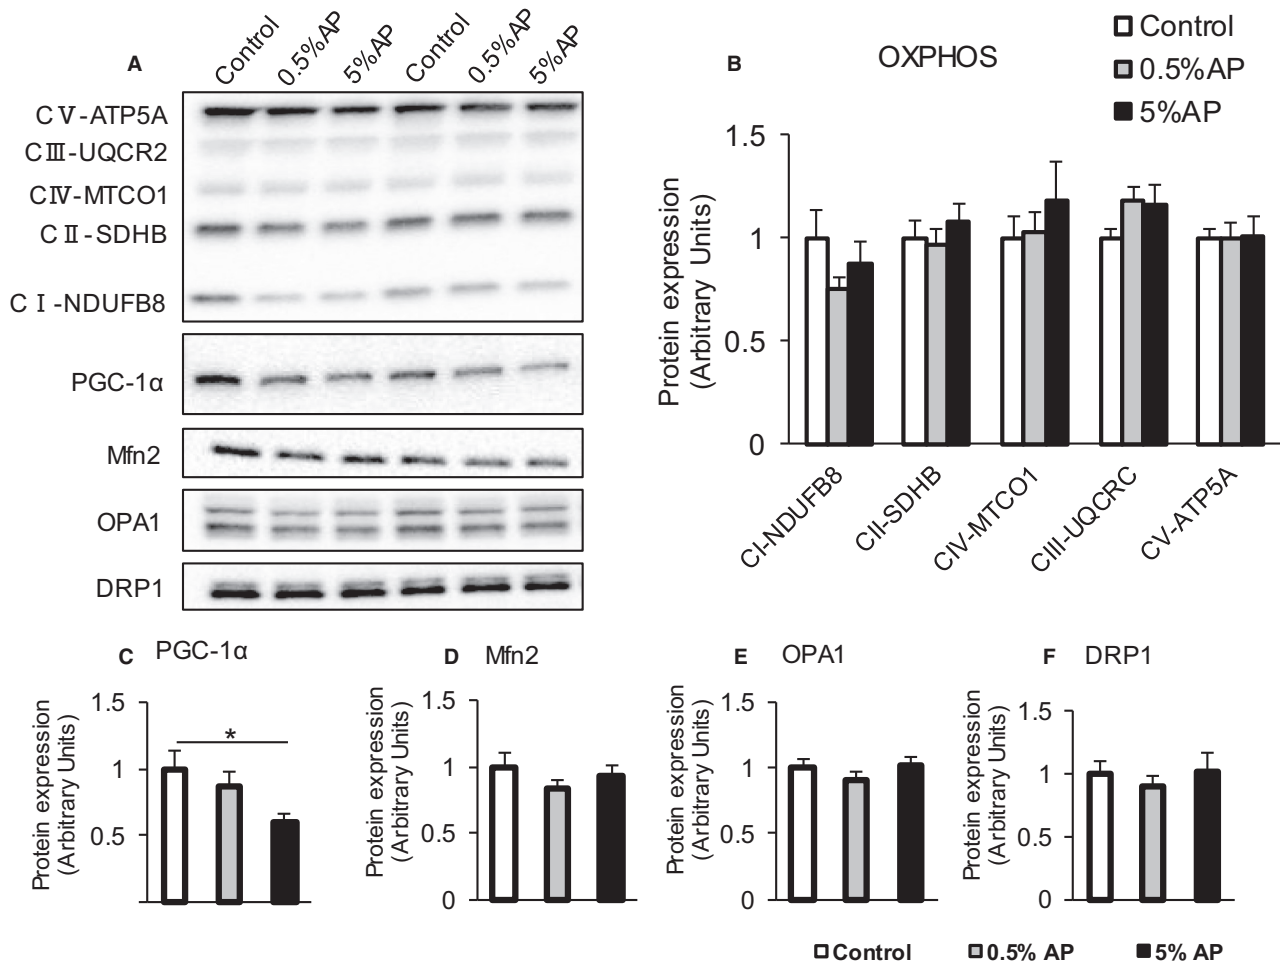 A
Control 0.5%AP 5%AP Control 0.5%AP 5%AP
CⅤ-ATP5A
CⅢ-UQCR2
CⅣ-MTCO1
CⅡ-SDHB
CⅠ-NDUFB8
PGC-1α
Mfn2
OPA1
DRP1
B
OXPHOS
Control
0.5%AP
5%AP
Protein expression
(Arbitrary Units)
1.5
1
0.5
0
CI-NDUFB8 CII-SDHB CIV-MTCO1 CIII-UQCRC CV-ATP5A
C PGC-1α
Protein expression
(Arbitrary Units)
1.5
1
0.5
*
D Mfn2
Protein expression
(Arbitrary Units)
1.5
1
0.5
0
E OPA1
Protein expression
(Arbitrary Units)
1.5
1
0.5
0
F DRP1
Protein expression
(Arbitrary Units)
1.5
1
0.5
0
Control 0.5% AP 5% AP